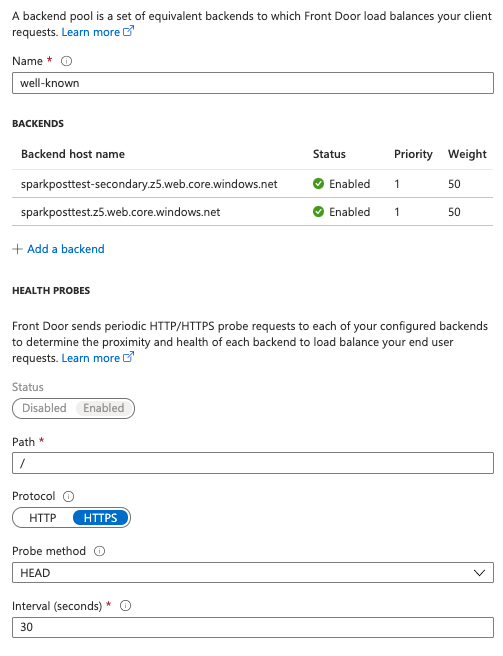 A backend pool is a set of equivalent backends to which Front Door load balances your client
requests. Learn more
Name *
well-known
BACKENDS
Backend host name Status Priority Weight
sparkposttest-secondary.z5.web.core.windows.net Enabled 1 50
sparkposttest.z5.web.core.windows.net Enabled 1 50
+ Add a backend
HEALTH PROBES
Front Door sends periodic HTTP/HTTPS probe requests to each of your configured backends
to determine the proximity and health of each backend to load balance your end user
requests. Learn more
Status
Disabled Enabled
Path *
/
Protocol
HTTP HTTPS
Probe method
HEAD
Interval (seconds) *
30